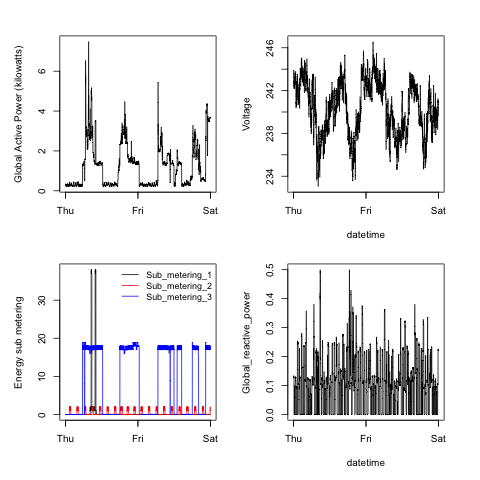 Global Active Power (kilowatts)
0
2
4
6
Thu
Fri
Sat
Voltage
234
238
242
246
Thu
Fri
Sat
datetime
Energy sub metering
0
10
20
30
Sub_metering_1
Sub_metering_2
Sub_metering_3
Thu
Fri
Sat
Global_reactive_power
0.0
0.1
0.2
0.3
0.4
0.5
Thu
Fri
Sat
datetime